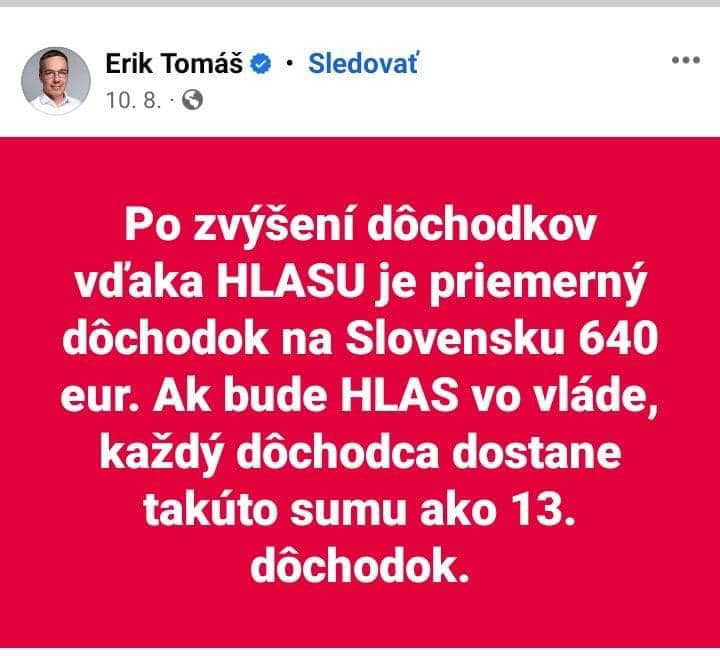 Erik Tomáš • Sledovať
10. 8. ·
Po zvýšení dôchodkov
vďaka HLASU je priemerný
dôchodok na Slovensku 640
eur. Ak bude HLAS vo vláde,
každý dôchodca dostane
takúto sumu ako 13.
dôchodok.